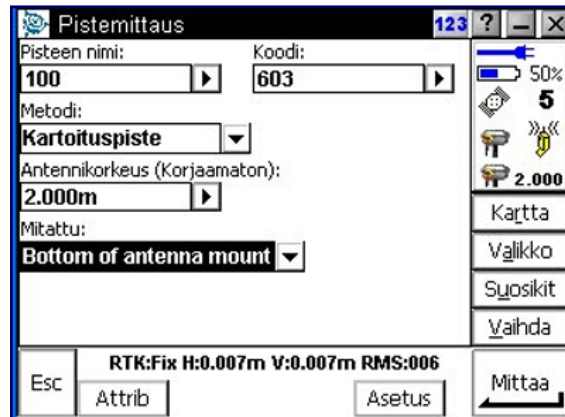 Pistemittaus 123 ?
Pisteen nimi: Koodi:
100 603
50%
5
Metodi:
Kartoituspiste
Antennikorkeus (Korjaamaton):
2.000m
2.000
Mitattu:
Bottom of antenna mount
Kartta
Valikko
Suosikit
Vaihda
RTK:Fix H:0.007m V:0.007m RMS:006
Esc Attrib Asetus Mittaa